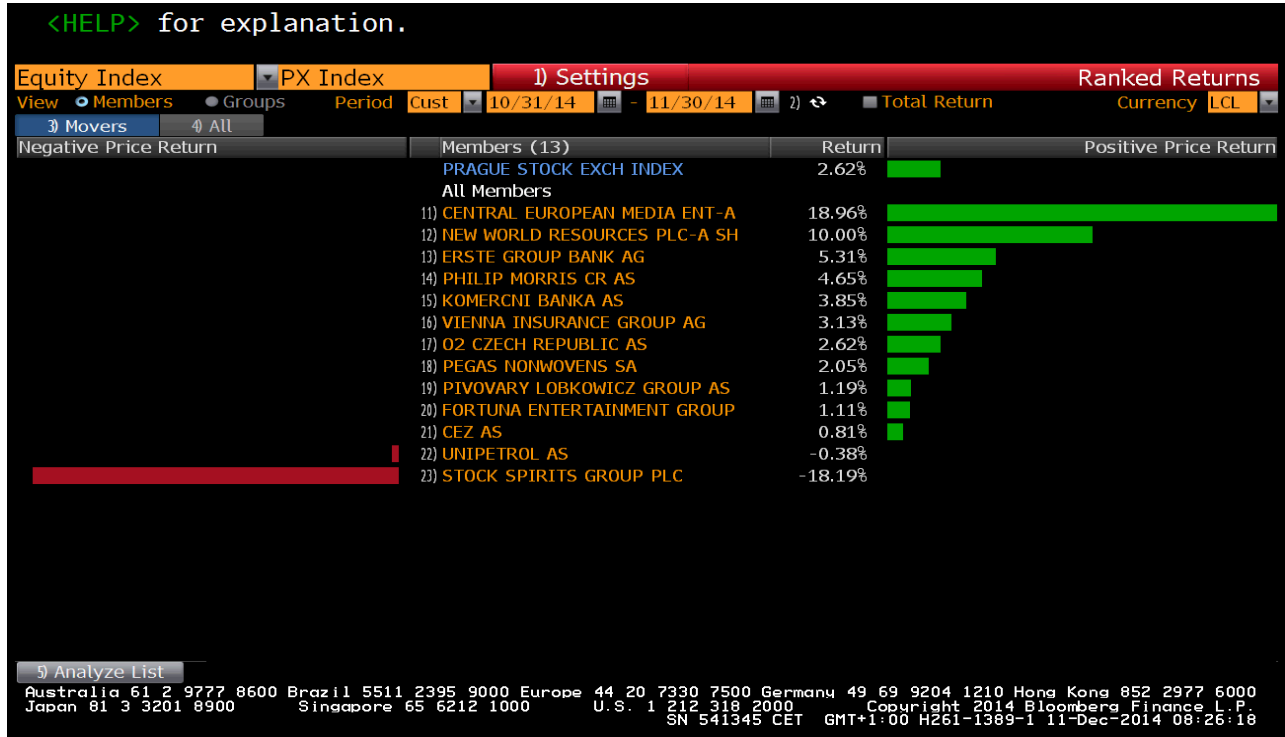 <HELP> for explanation.
Equity Index PX Index 1) Settings Ranked Returns
View Members Groups Period Cust 10/31/14 - 11/30/14 2) Total Return Currency LCL
3) Movers 4) All
Negative Price Return Members (13) Return Positive Price Return
PRAGUE STOCK EXCH INDEX 2.62%
All Members
11) CENTRAL EUROPEAN MEDIA ENT-A 18.96%
12) NEW WORLD RESOURCES PLC-A SH 10.00%
13) ERSTE GROUP BANK AG 5.31%
14) PHILIP MORRIS CR AS 4.65%
15) KOMERCNI BANKA AS 3.85%
16) VIENNA INSURANCE GROUP AG 3.13%
17) O2 CZECH REPUBLIC AS 2.62%
18) PEGAS NONWOVENS SA 2.05%
19) PIVOVARY LOBKOWICZ GROUP AS 1.19%
20) FORTUNA ENTERTAINMENT GROUP 1.11%
21) CEZ AS 0.81%
22) UNIPETROL AS -0.38%
23) STOCK SPIRITS GROUP PLC -18.19%
5) Analyze List
Australia 61 2 9777 8600 Brazil 5511 2395 9000 Europe 44 20 7330 7500 Germany 49 69 9204 1210 Hong Kong 852 2977 6000
Japan 81 3 3201 8900 Singapore 65 6212 1000 U.S. 1 212 318 2000 Copyright 2014 Bloomberg Finance L.P.
SN 541345 CET GMT+1:00 H261-1389-1 11-Dec-2014 08:26:18